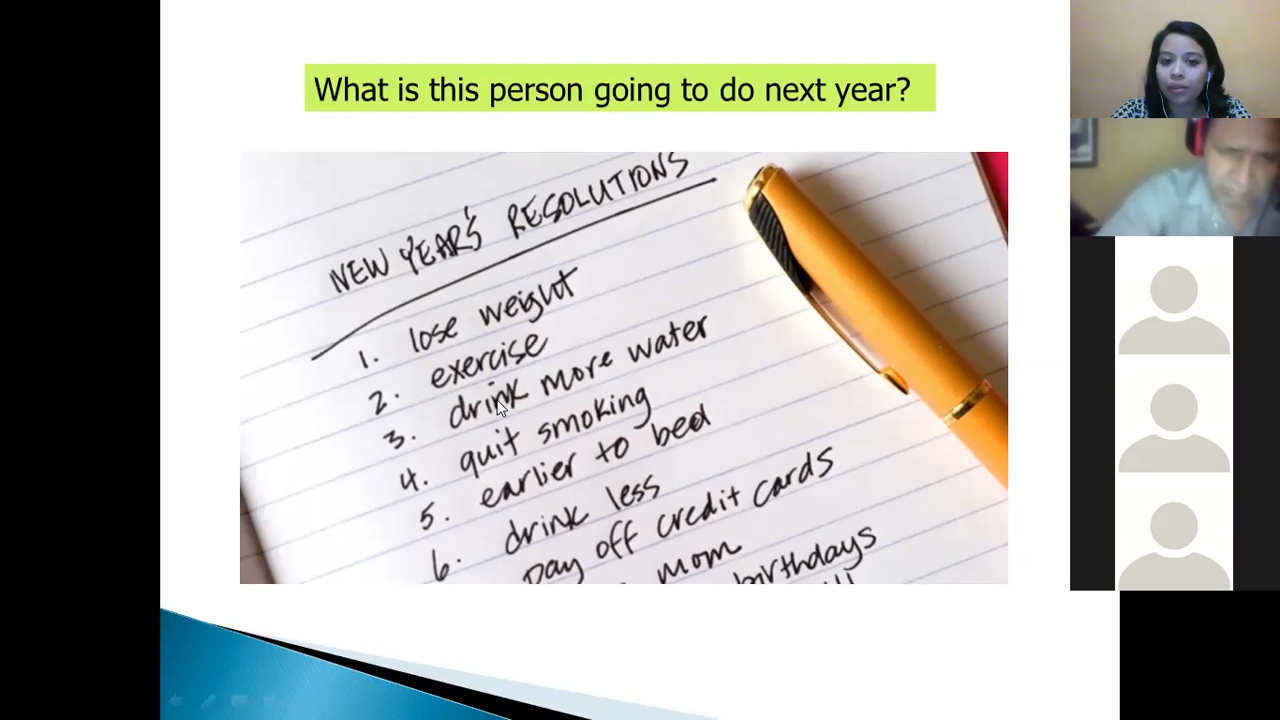 What is this person going to do next year?
NEW YEAR'S RESOLUTIONS
1. lose weight
2. exercise
3. drink more water
4. quit smoking
5. earlier to bed
6. drink less
pay off credit cards
mom
birthdays